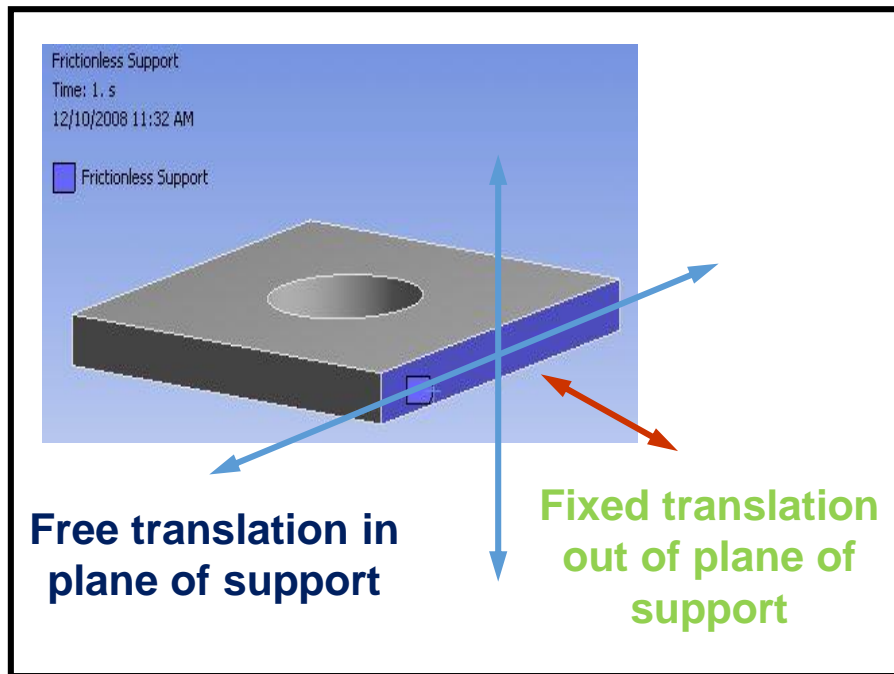 Frictionless Support
Time: 1. s
12/10/2008 11:32 AM
Frictionless Support
Free translation in
plane of support
Fixed translation
out of plane of
support